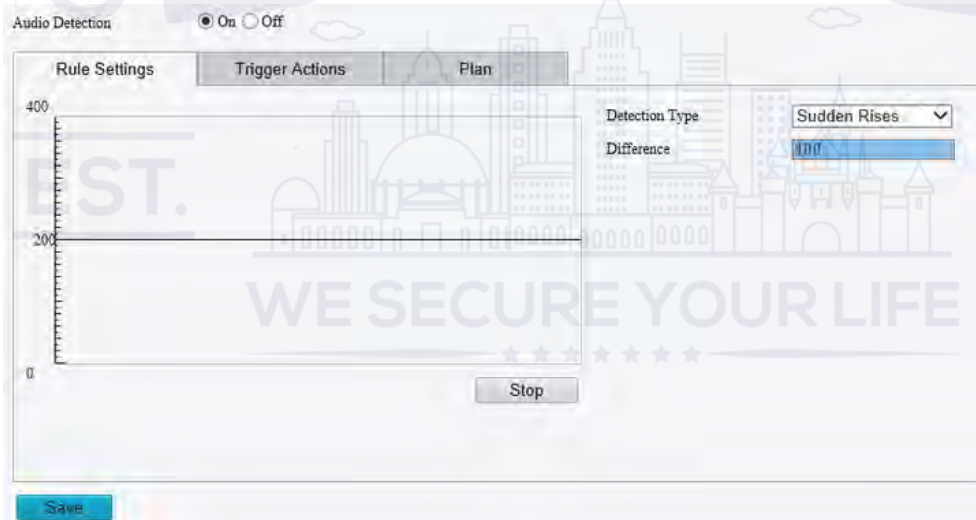 Audio Detection On Off
Rule Settings Trigger Actions Plan
400
Detection Type Sudden Rises
Difference 100
EST.
200
WE SECURE YOUR LIFE
0
Stop
Save